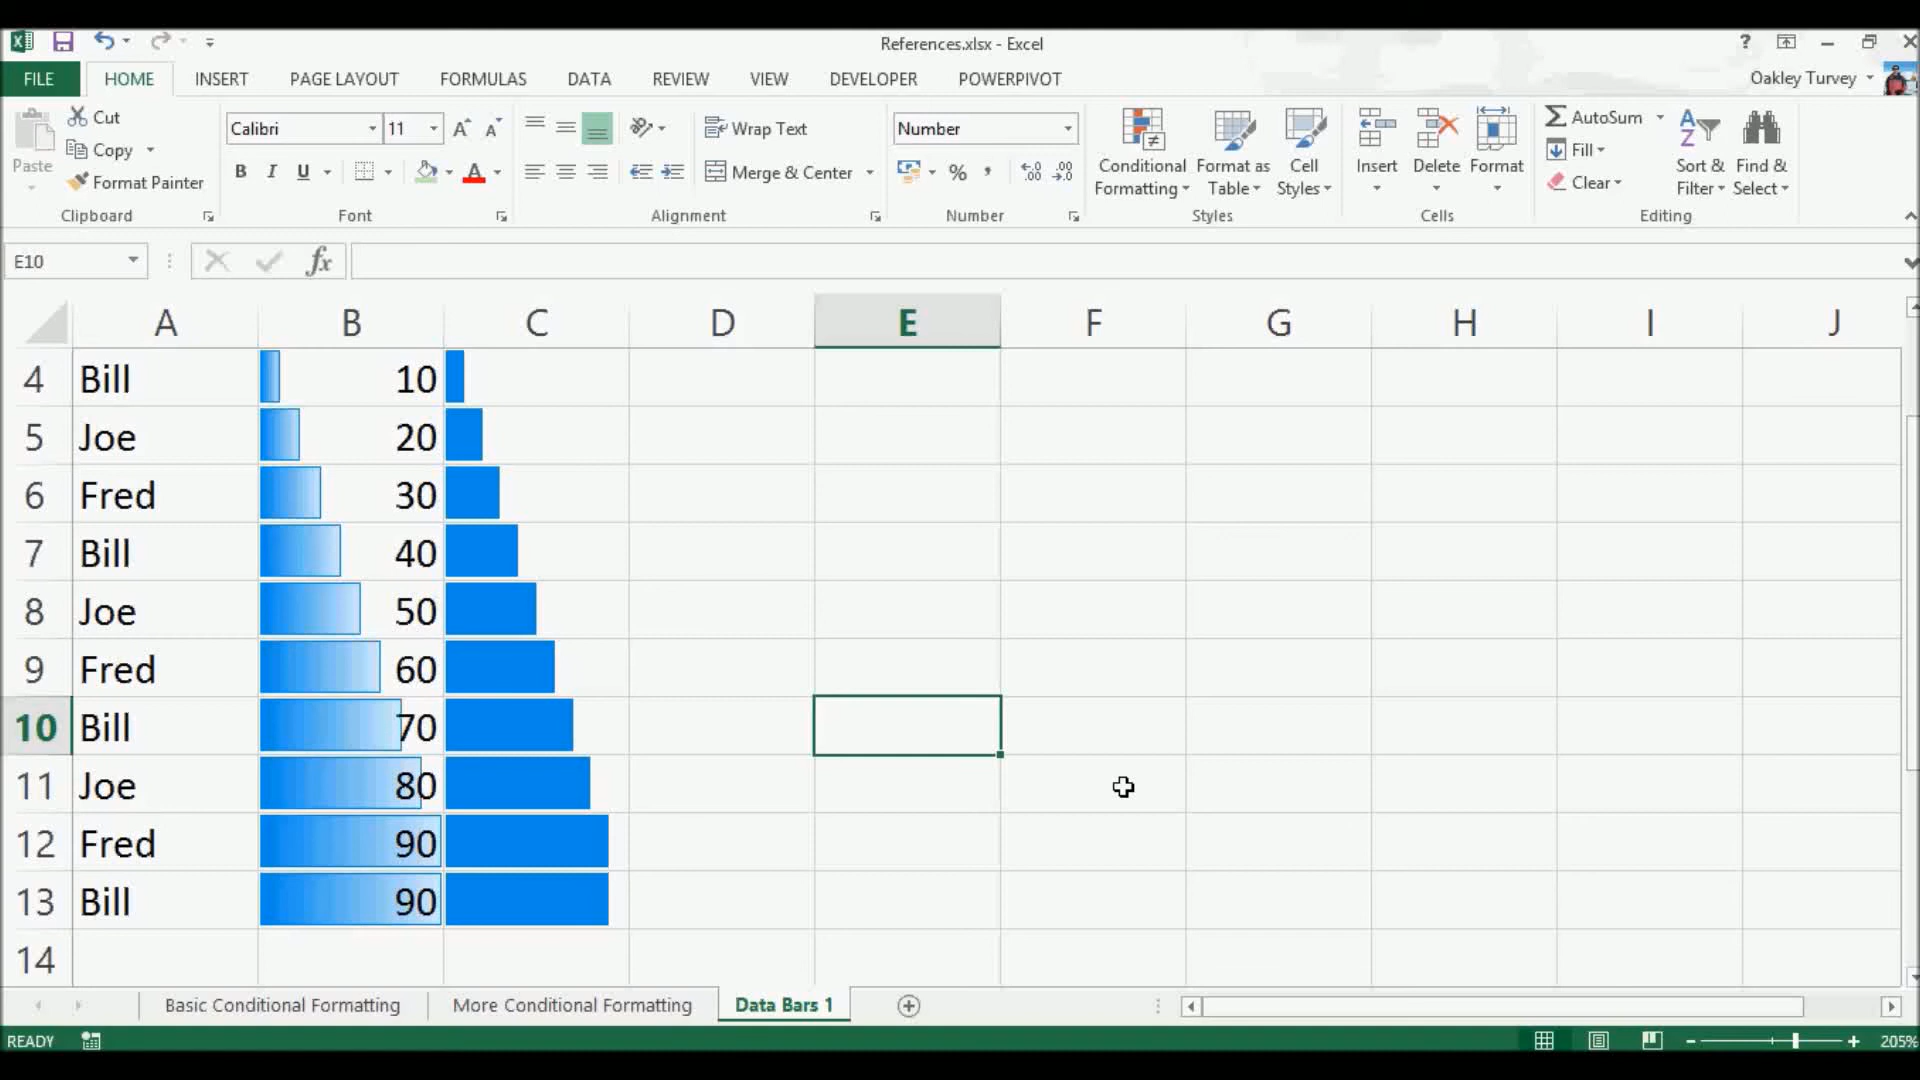 References.xlsx - Excel
?
FILE HOME INSERT PAGE LAYOUT FORMULAS DATA REVIEW VIEW DEVELOPER POWERPIVOT Oakley Turvey
Paste
Cut
Copy
Format Painter
Clipboard
Calibri 11
B I U
Font
Wrap Text
Merge & Center
Alignment
Number
%
Number
Conditional Formatting
Format as Table
Cell Styles
Styles
Insert Delete Format
Cells
AutoSum
Fill
Clear
Sort & Filter
Find & Select
Editing
E10 fx
A B C D E F G H I J
4 Bill 10
5 Joe 20
6 Fred 30
7 Bill 40
8 Joe 50
9 Fred 60
10 Bill 70
11 Joe 80
12 Fred 90
13 Bill 90
14
Basic Conditional Formatting More Conditional Formatting Data Bars 1
READY 205%